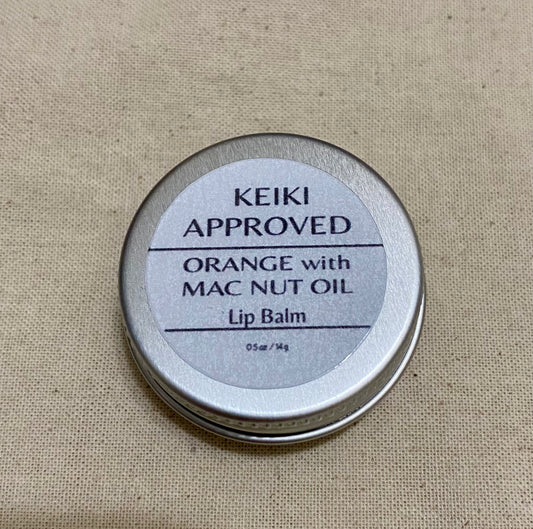 KEIKI
APPROVED
ORANGE with
MAC NUT OIL
Lip Balm
0.5 oz / 14g